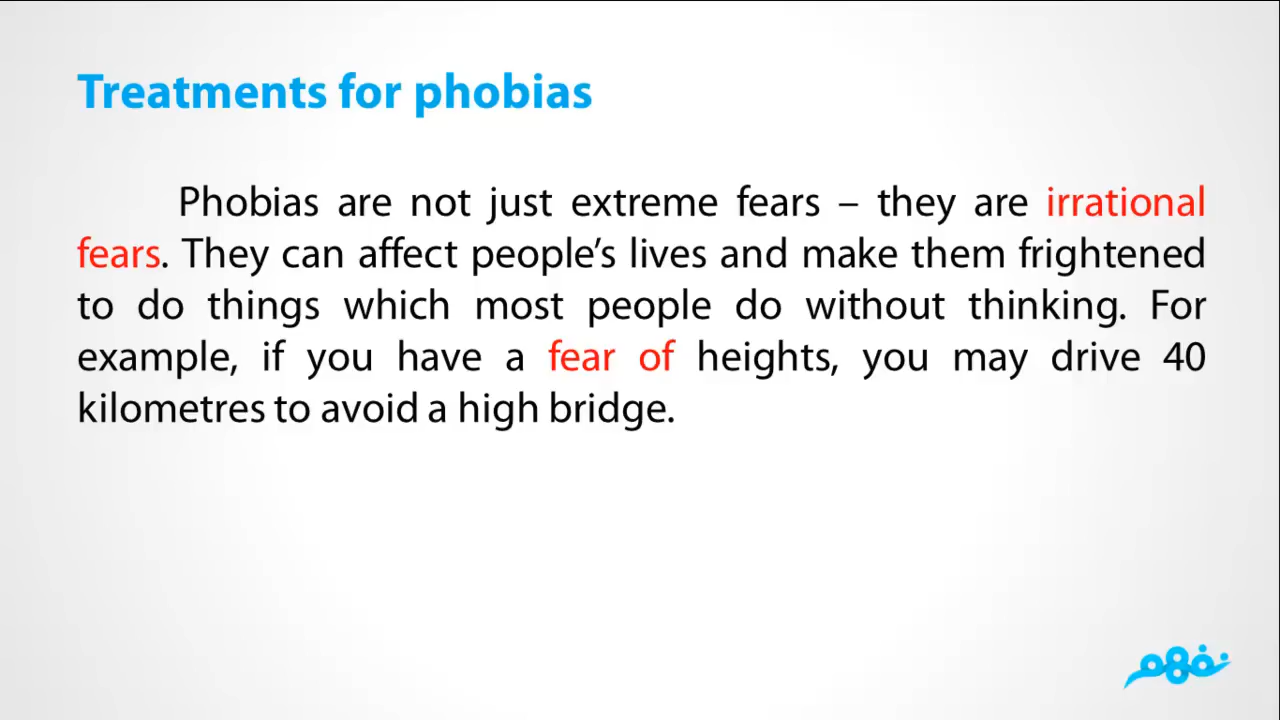 Treatments for phobias
Phobias are not just extreme fears – they are irrational
fears. They can affect people’s lives and make them frightened
to do things which most people do without thinking. For
example, if you have a fear of heights, you may drive 40
kilometres to avoid a high bridge.
نفهم